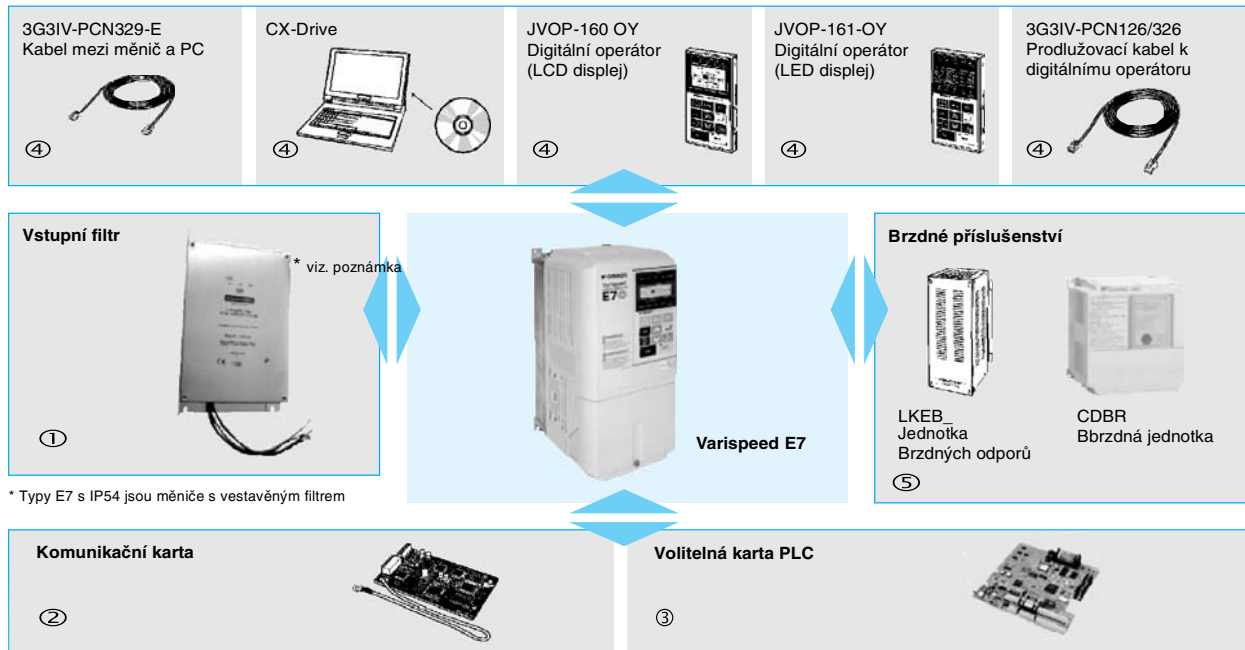 3G3IV-PCN329-E
Kabel mezi měnič a PC
④
CX-Drive
④
JVOP-160 OY
Digitální operátor
(LCD displej)
④
JVOP-161-OY
Digitální operátor
(LED displej)
④
3G3IV-PCN126/326
Prodlužovací kabel k
digitálnímu operátoru
④
Vstupní filtr
* viz. poznámka
①
* Typy E7 s IP54 jsou měniče s vestavěným filtrem
OMRON
Varispeed
E7
Varispeed E7
Brzdné příslušenství
LKEB_
Jednotka
Brzdných odporů
⑤
CDBR
Bbrzdná jednotka
Komunikační karta
②
Volitelná karta PLC
③